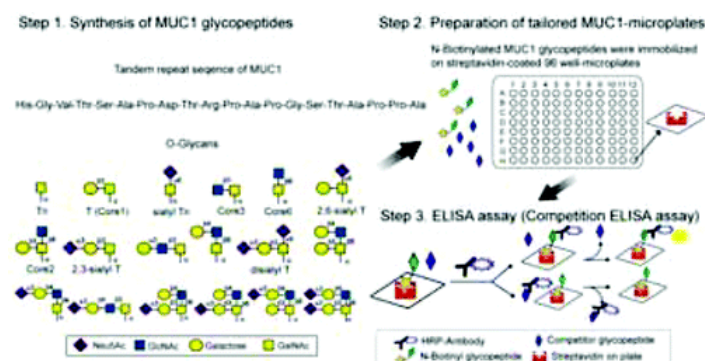 Step 1. Synthesis of MUC1 glycopeptides
Tandem repeat seqence of MUC1
His-Gly-Val-Thr-Ser-Ala-Pro-Asp-Thr-Arg-Pro-Ala-Pro-Gly-Ser-Thr-Ala-Pro-Pro-Ala
O-Glycans
Tn
T (Core1)
sialyl Tn
Core3
Core6
2,6-sialyl T
Core2
2,3-sialyl T
disialyl T
Neu5Ac
GlcNAc
Galactose
GalNAc
Step 2. Preparation of tailored MUC1-microplates
N-Biotinylated MUC1 glycopeptides were immobilized
on streptavidin-coated 96 well-microplates
1 2 3 4 5 6 7 8 9 10 11 12
A
B
C
D
E
F
G
H
Step 3. ELISA assay (Competition ELISA assay)
HRP-Antibody
N-Biotinyl glycopeptide
Competitor glycopeptide
Streptavidin on plate